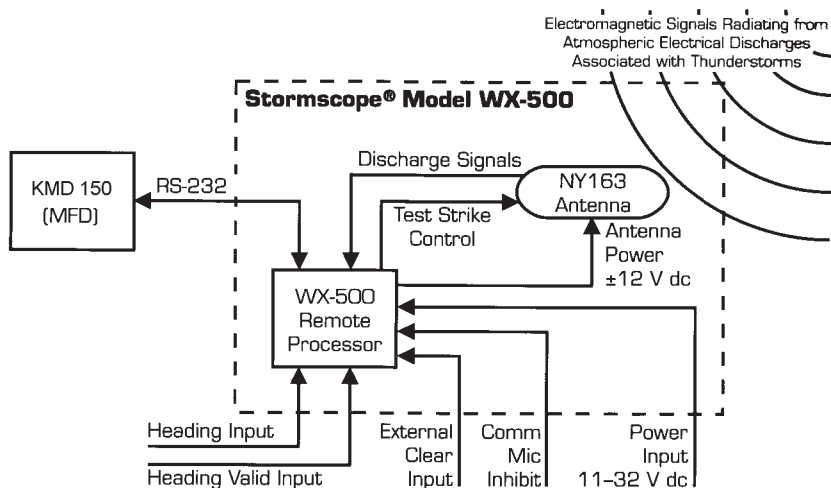 Electromagnetic Signals Radiating from
Atmospheric Electrical Discharges
Associated with Thunderstorms
Stormscope® Model WX-500
KMD 150
(MFD)
RS-232
Discharge Signals
NY163
Antenna
Test Strike
Control
Antenna
Power
±12 V dc
WX-500
Remote
Processor
Heading Input
Heading Valid Input
External
Clear
Input
Comm
Mic
Inhibit
Power
Input
11–32 V dc